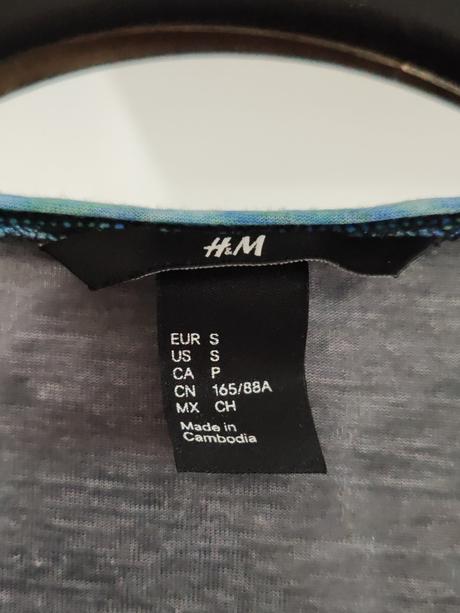 H&M
EUR S
US S
CA P
CN 165/88A
MX CH
Made in
Cambodia